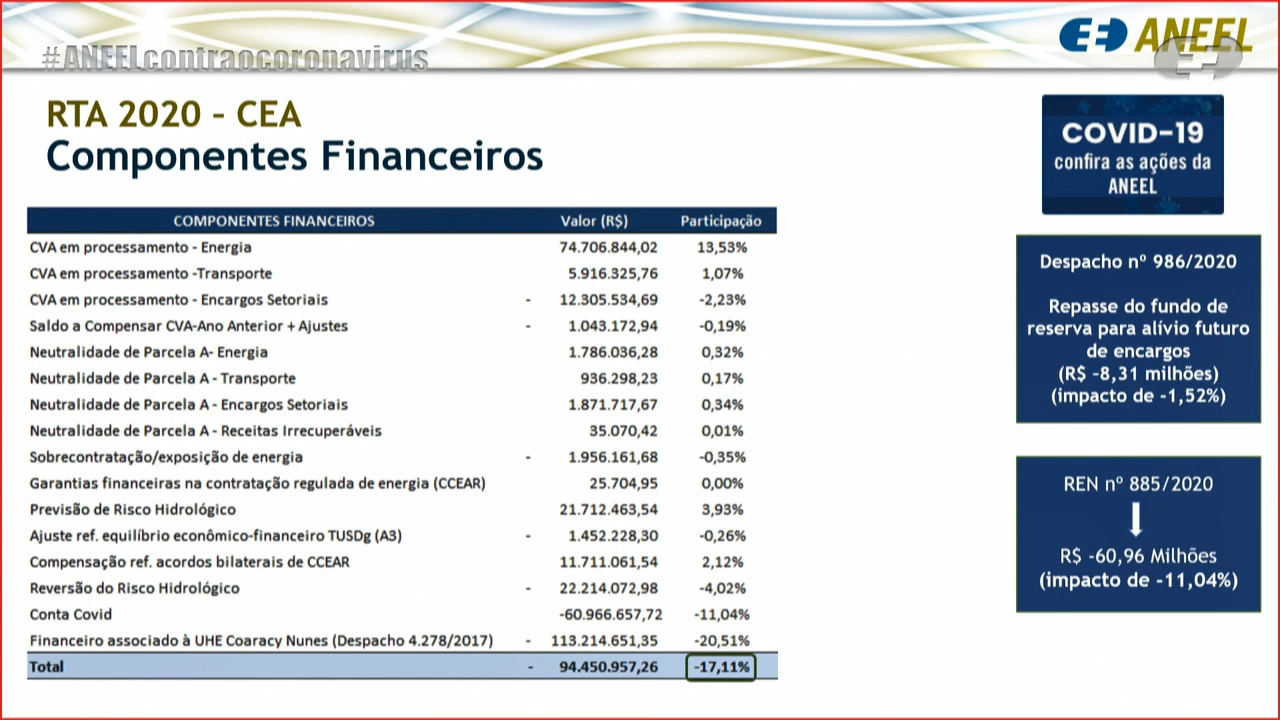 #ANEELcontraocoronavirus
ANEEL
RTA 2020 – CEA
Componentes Financeiros
COVID-19
confira as ações da
ANEEL
COMPONENTES FINANCEIROS Valor (R$) Participação
CVA em processamento - Energia 74.706.844,02 13,53%
CVA em processamento -Transporte 5.916.325,76 1,07%
CVA em processamento - Encargos Setoriais - 12.305.534,69 -2,23%
Saldo a Compensar CVA-Ano Anterior + Ajustes - 1.043.172,94 -0,19%
Neutralidade de Parcela A- Energia 1.786.036,28 0,32%
Neutralidade de Parcela A - Transporte 936.298,23 0,17%
Neutralidade de Parcela A - Encargos Setoriais 1.871.717,67 0,34%
Neutralidade de Parcela A - Receitas Irrecuperáveis 35.070,42 0,01%
Sobrecontratação/exposição de energia - 1.956.161,68 -0,35%
Garantias financeiras na contratação regulada de energia (CCEAR) 25.704,95 0,00%
Previsão de Risco Hidrológico 21.712.463,54 3,93%
Ajuste ref. equilíbrio econômico-financeiro TUSDg (A3) - 1.452.228,30 -0,26%
Compensação ref. acordos bilaterais de CCEAR 11.711.061,54 2,12%
Reversão do Risco Hidrológico - 22.214.072,98 -4,02%
Conta Covid -60.966.657,72 -11,04%
Financeiro associado à UHE Coaracy Nunes (Despacho 4.278/2017) - 113.214.651,35 -20,51%
Total - 94.450.957,26 -17,11%
Despacho nº 986/2020
Repasse do fundo de
reserva para alívio futuro
de encargos
(R$ -8,31 milhões)
(impacto de -1,52%)
REN nº 885/2020
R$ -60,96 Milhões
(impacto de -11,04%)